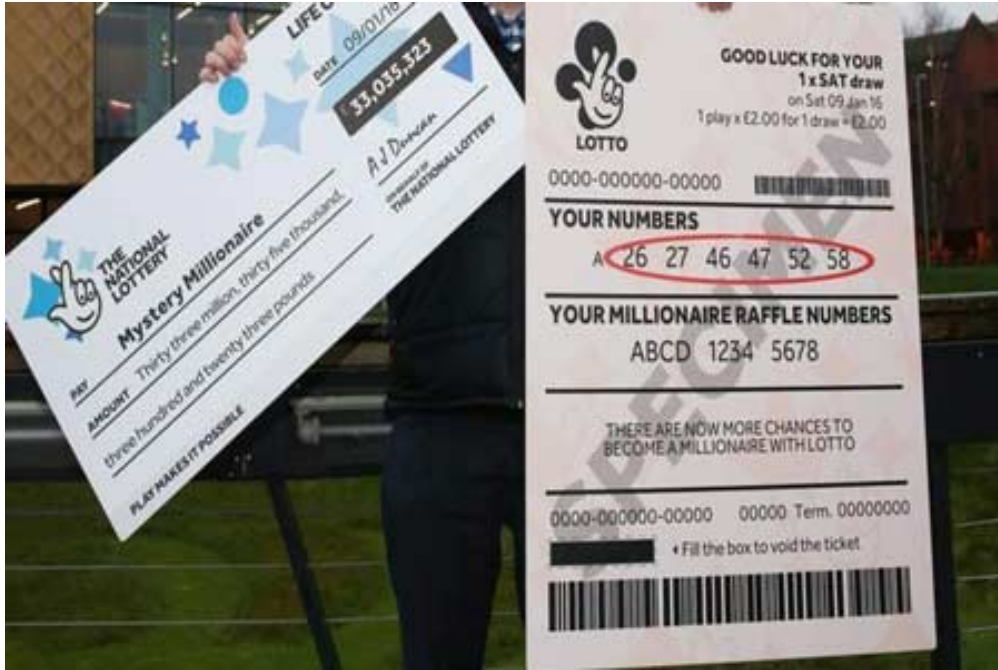 LIFE
DATE 09/01/16
£33,035,323
THE
NATIONAL
LOTTERY
Mystery Millionaire
PAY
Thirty three million, thirty five thousand,
AMOUNT
three hundred and twenty three pounds
A J Duncan
ON BEHALF OF
THE NATIONAL LOTTERY
PLAY MAKES IT POSSIBLE
LOTTO
GOOD LUCK FOR YOUR
1 x SAT draw
on Sat 09 Jan 16
1 play x £2.00 for 1 draw = £2.00
0000-000000-00000
YOUR NUMBERS
A 26 27 46 47 52 58
YOUR MILLIONAIRE RAFFLE NUMBERS
ABCD 1234 5678
THERE ARE NOW MORE CHANCES TO
BECOME A MILLIONAIRE WITH LOTTO
0000-000000-00000 00000 Term. 00000000
Fill the box to void the ticket
SPECIMEN